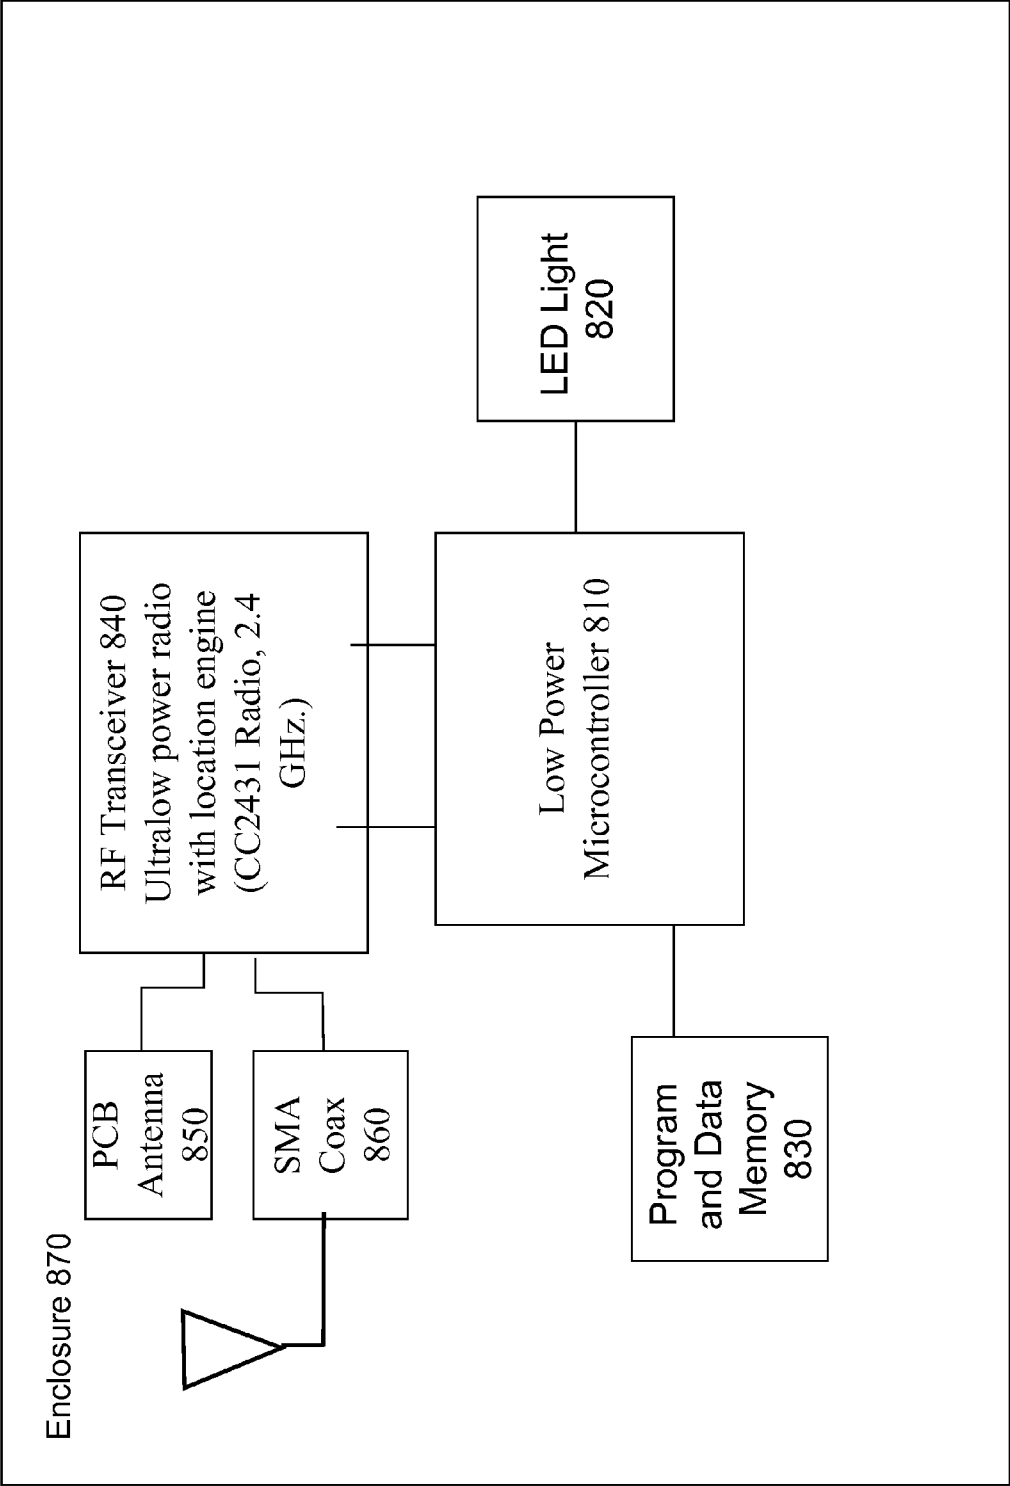 Enclosure 870
PCB
Antenna
850
SMA
Coax
860
RF Transceiver 840
Ultralow power radio
with location engine
(CC2431 Radio, 2.4
GHz.)
Low Power
Microcontroller 810
LED Light
820
Program
and Data
Memory
830